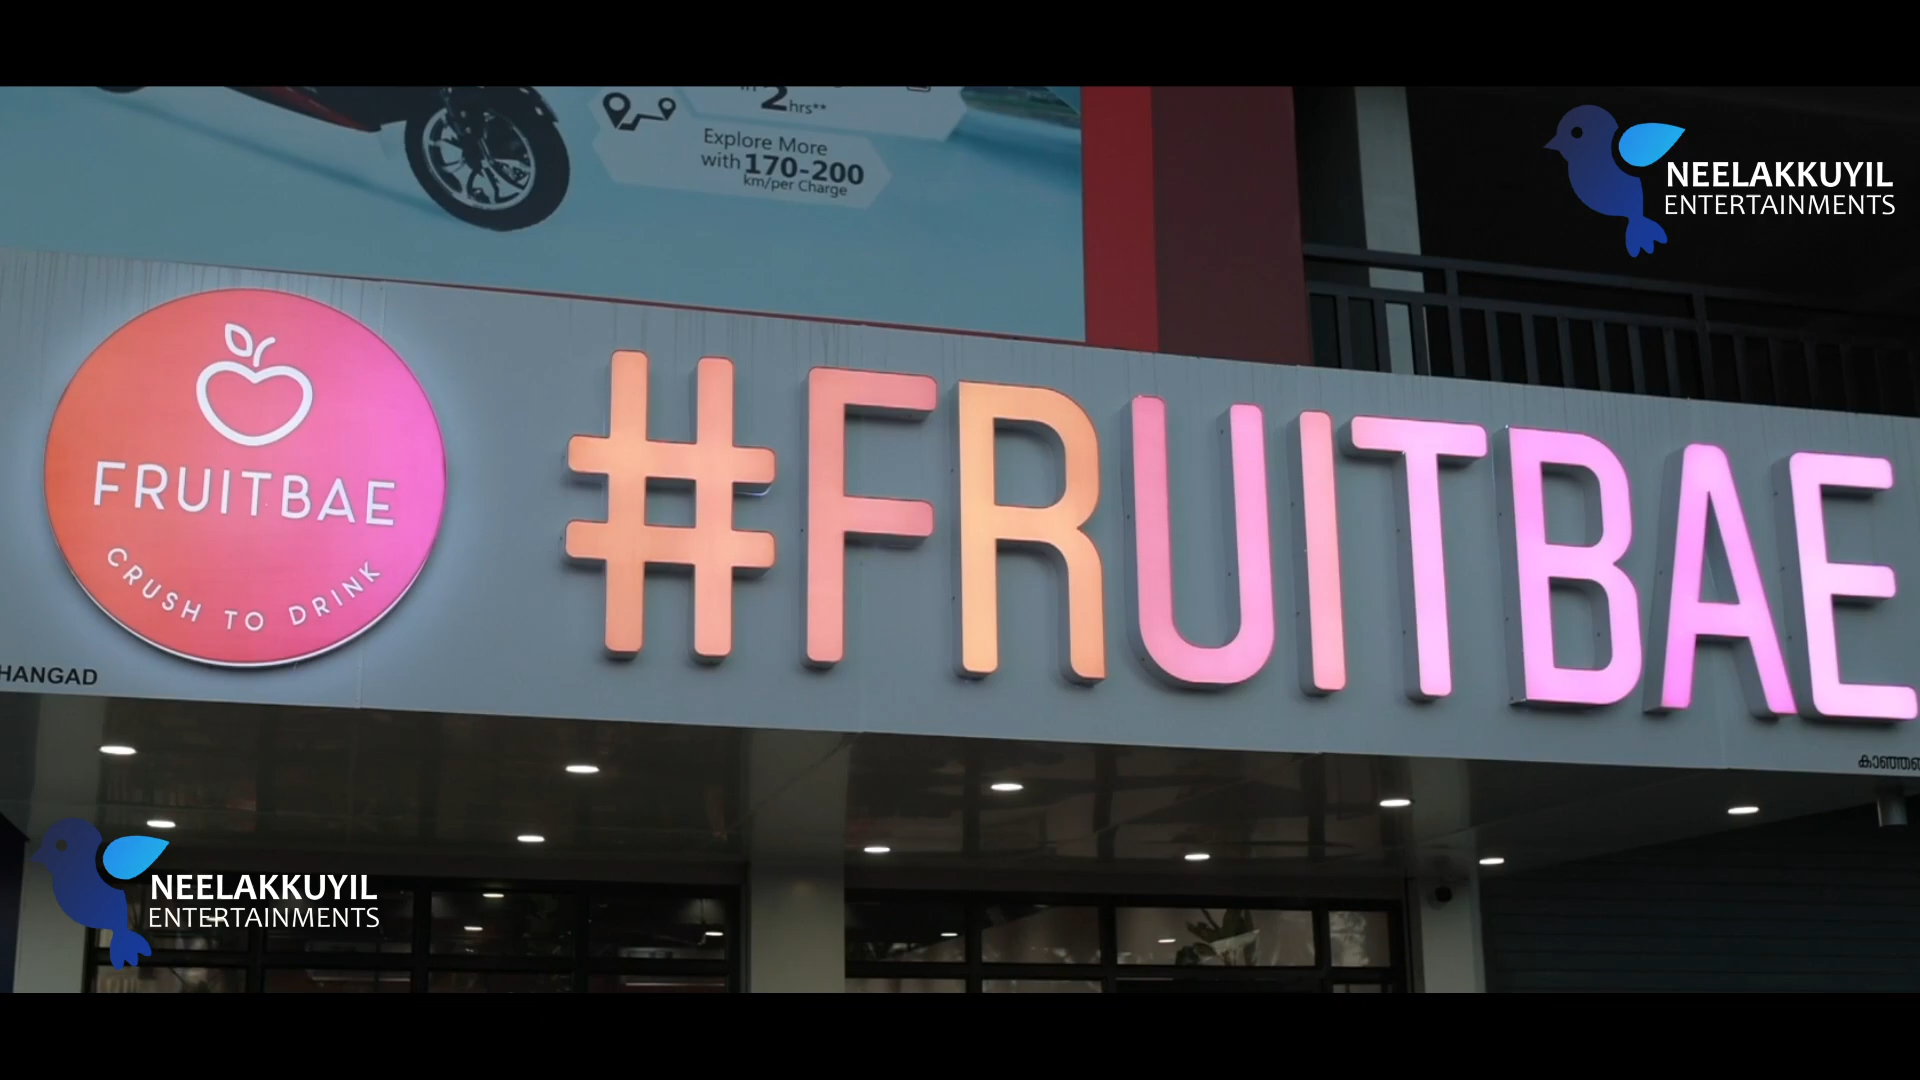 2hrs**
Explore More
with 170-200
km/per Charge
NEELAKKUYIL
ENTERTAINMENTS
FRUITBAE
CRUSH TO DRINK
#FRUITBAE
HANGAD
NEELAKKUYIL
ENTERTAINMENTS